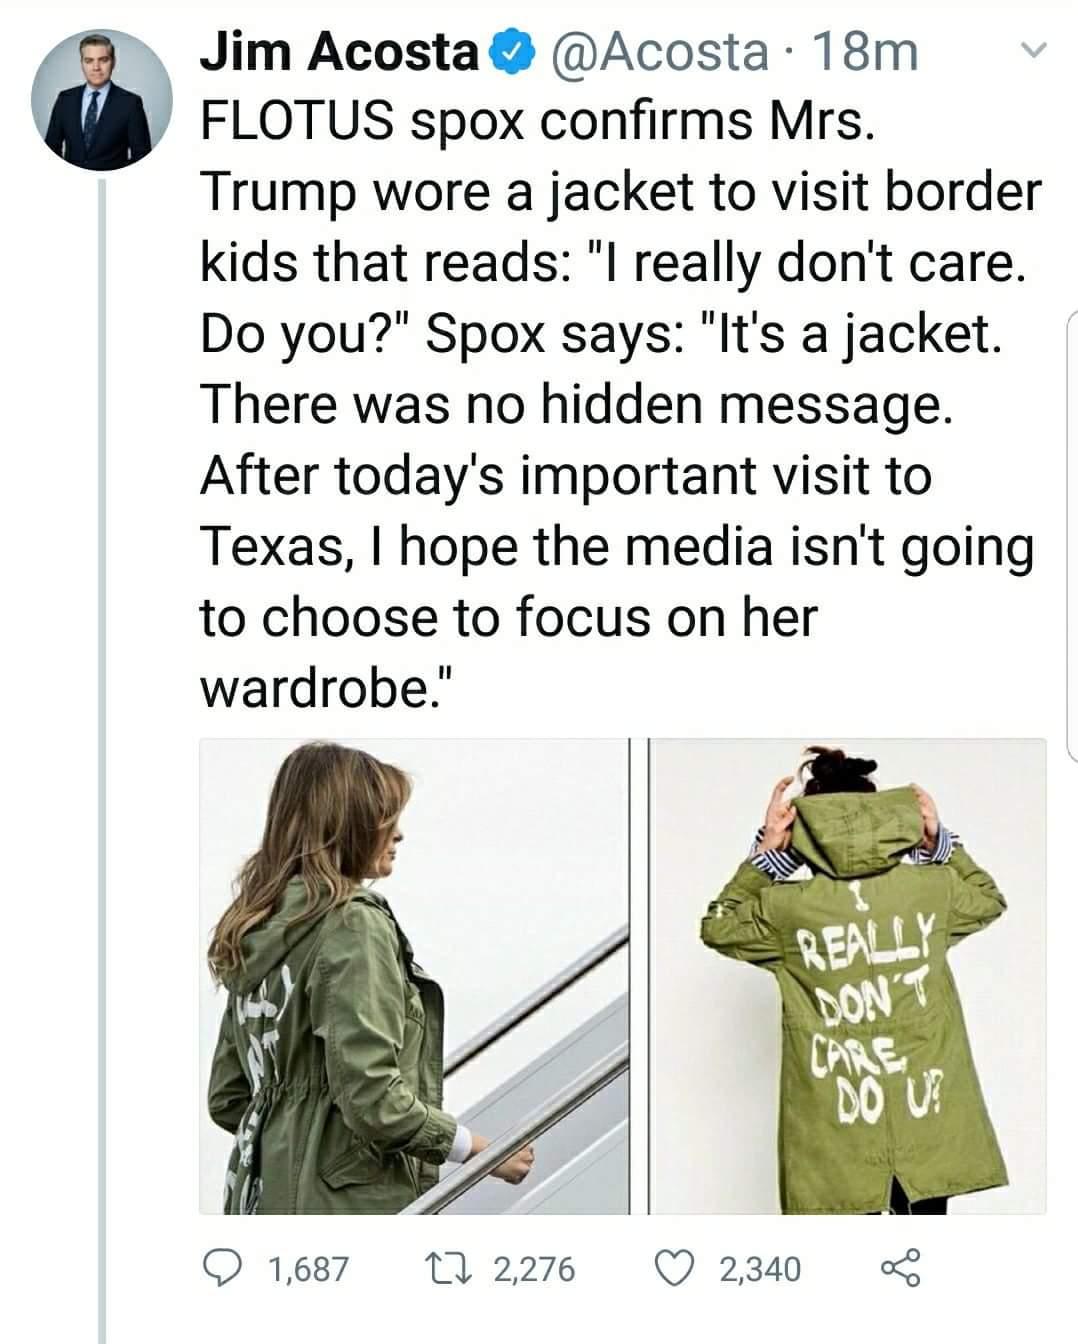 Jim Acosta @Acosta · 18m
FLOTUS spox confirms Mrs.
Trump wore a jacket to visit border
kids that reads: "I really don't care.
Do you?" Spox says: "It's a jacket.
There was no hidden message.
After today's important visit to
Texas, I hope the media isn't going
to choose to focus on her
wardrobe."
I
REALLY
DON'T
CARE,
DO U?
1,687 2,276 2,340